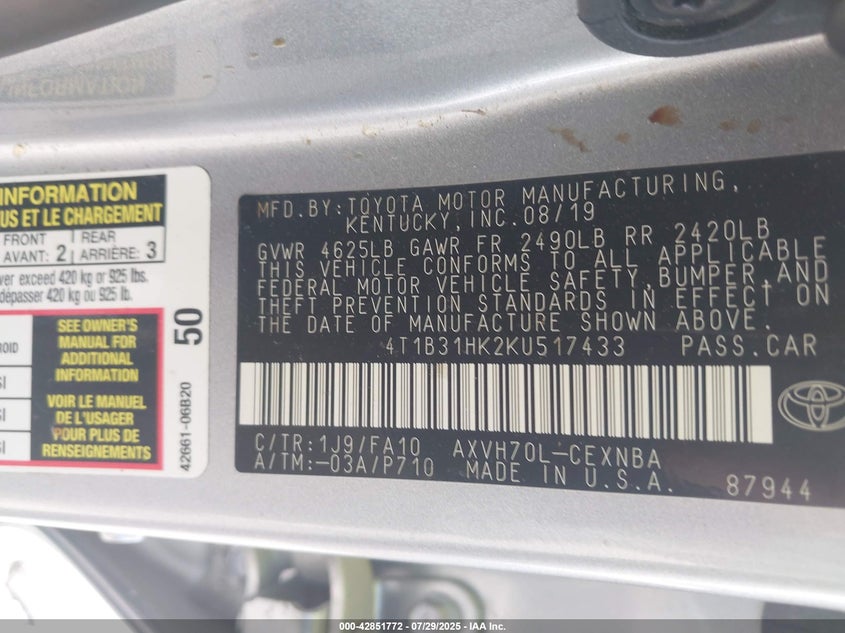 INFORMATION
US ET LE CHARGEMENT
FRONT
AVANT: 2
REAR
ARRIÈRE: 3
ver exceed 420 kg or 925 lbs.
dépasser 420 kg ou 925 lb.
SEE OWNER'S
MANUAL FOR
ADDITIONAL
INFORMATION
VOIR LE MANUEL
DE L'USAGER
POUR PLUS DE
RENSEIGNEMENTS
50
42661-06B20
MFD.BY:TOYOTA MOTOR MANUFACTURING,
KENTUCKY,INC.08/19
GVWR 4625LB GAWR FR 2490LB RR 2420LB
THIS VEHICLE CONFORMS TO ALL APPLICABLE
FEDERAL MOTOR VEHICLE SAFETY,BUMPER,AND
THEFT PREVENTION STANDARDS IN EFFECT ON
THE DATE OF MANUFACTURE SHOWN ABOVE.
4T1B31HK2KU517433 PASS.CAR
C/TR:1J9/FA10 AXVH70L-CEXNBA
A/TM:-03A/P710 MADE IN U.S.A.
87944
000-42851772 - 07/29/2025 - IAA Inc.